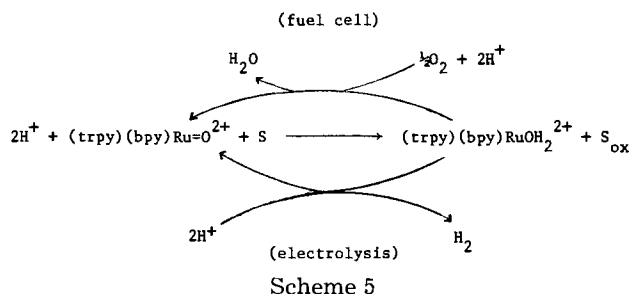 (fuel cell)
H₂O ½O₂ + 2H⁺
2H⁺ + (trpy)(bpy)Ru=O²⁺ + S ⟶ (trpy)(bpy)RuOH₂²⁺ + Sₒₓ
2H⁺ H₂
(electrolysis)
Scheme 5